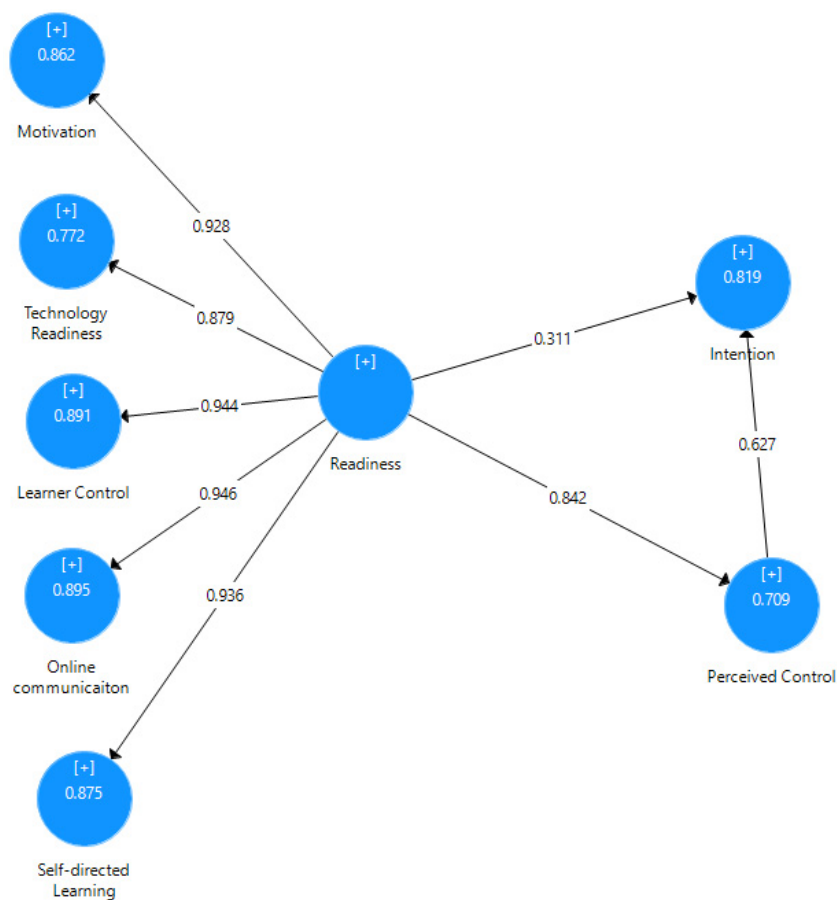 [+]
0.862
Motivation
[+]
0.772
Technology
Readiness
[+]
0.891
Learner Control
[+]
0.895
Online
communicaiton
[+]
0.875
Self-directed
Learning
0.928
0.879
0.944
0.946
0.936
[+]
Readiness
0.311
0.842
[+]
0.819
Intention
0.627
[+]
0.709
Perceived Control